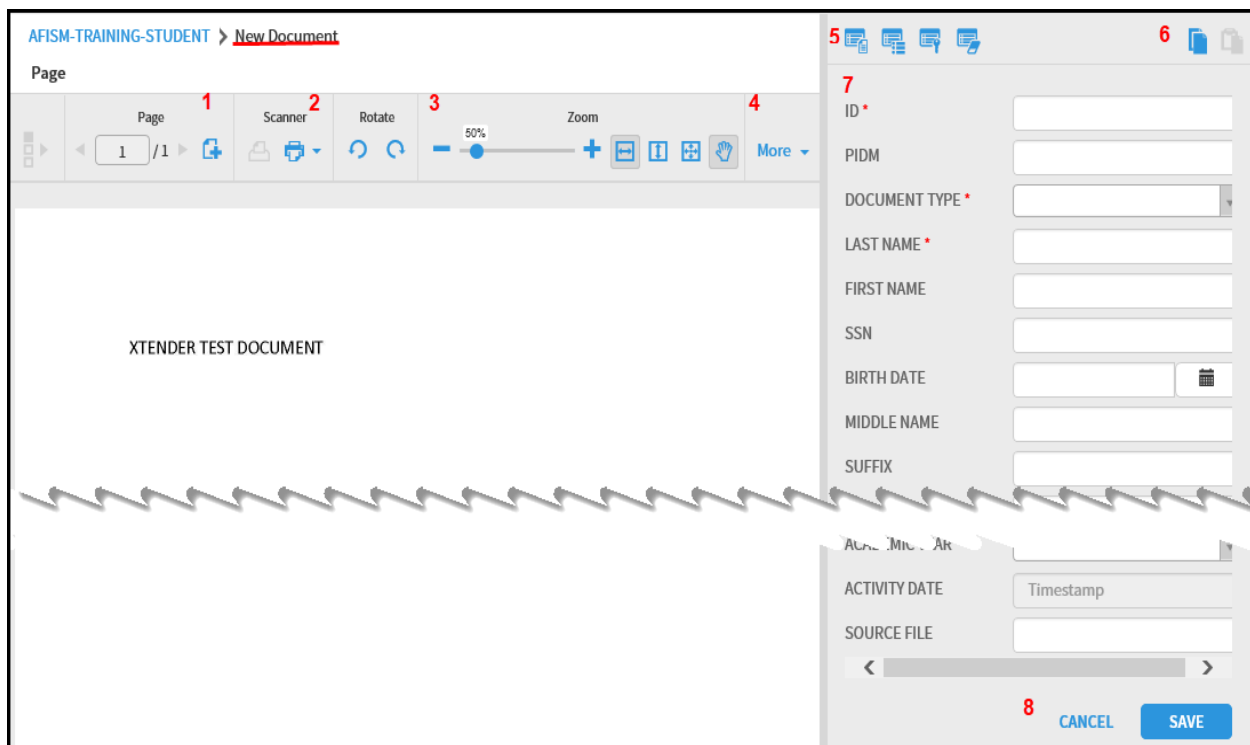 AFISM-TRAINING-STUDENT > New Document
Page
1 Page 2 Scanner Rotate 3 Zoom 4
1 /1 50% More
XTENDER TEST DOCUMENT
5 6
7
ID *
PIDM
DOCUMENT TYPE *
LAST NAME *
FIRST NAME
SSN
BIRTH DATE
MIDDLE NAME
SUFFIX
ACTIVITY DATE Timestamp
SOURCE FILE
8 CANCEL SAVE